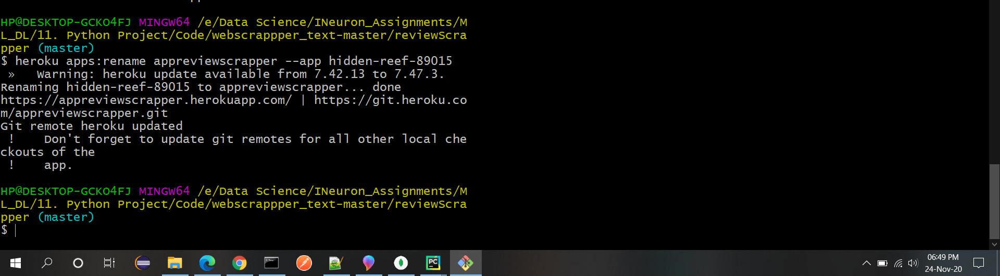 HP@DESKTOP-GCKO4FJ MINGW64 /e/Data Science/INeuron_Assignments/M
L_DL/11. Python Project/Code/webscrappper_text-master/reviewScra
pper (master)
$ heroku apps:rename appreviewscrapper --app hidden-reef-89015
»   Warning: heroku update available from 7.42.13 to 7.47.3.
Renaming hidden-reef-89015 to appreviewscrapper... done
https://appreviewscrapper.herokuapp.com/ | https://git.heroku.co
m/appreviewscrapper.git
Git remote heroku updated
!    Don't forget to update git remotes for all other local che
ckouts of the
!    app.
HP@DESKTOP-GCKO4FJ MINGW64 /e/Data Science/INeuron_Assignments/M
L_DL/11. Python Project/Code/webscrappper_text-master/reviewScra
pper (master)
$
PC
06:49 PM
24-Nov-20